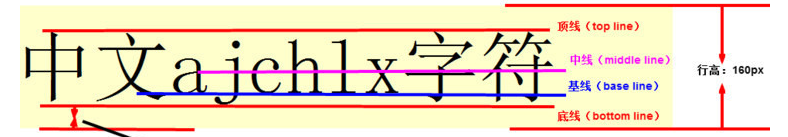 顶线（top line）
中文ajchlx字符
中线（middle line）
行高：160px
基线（base line）
底线（bottom line）